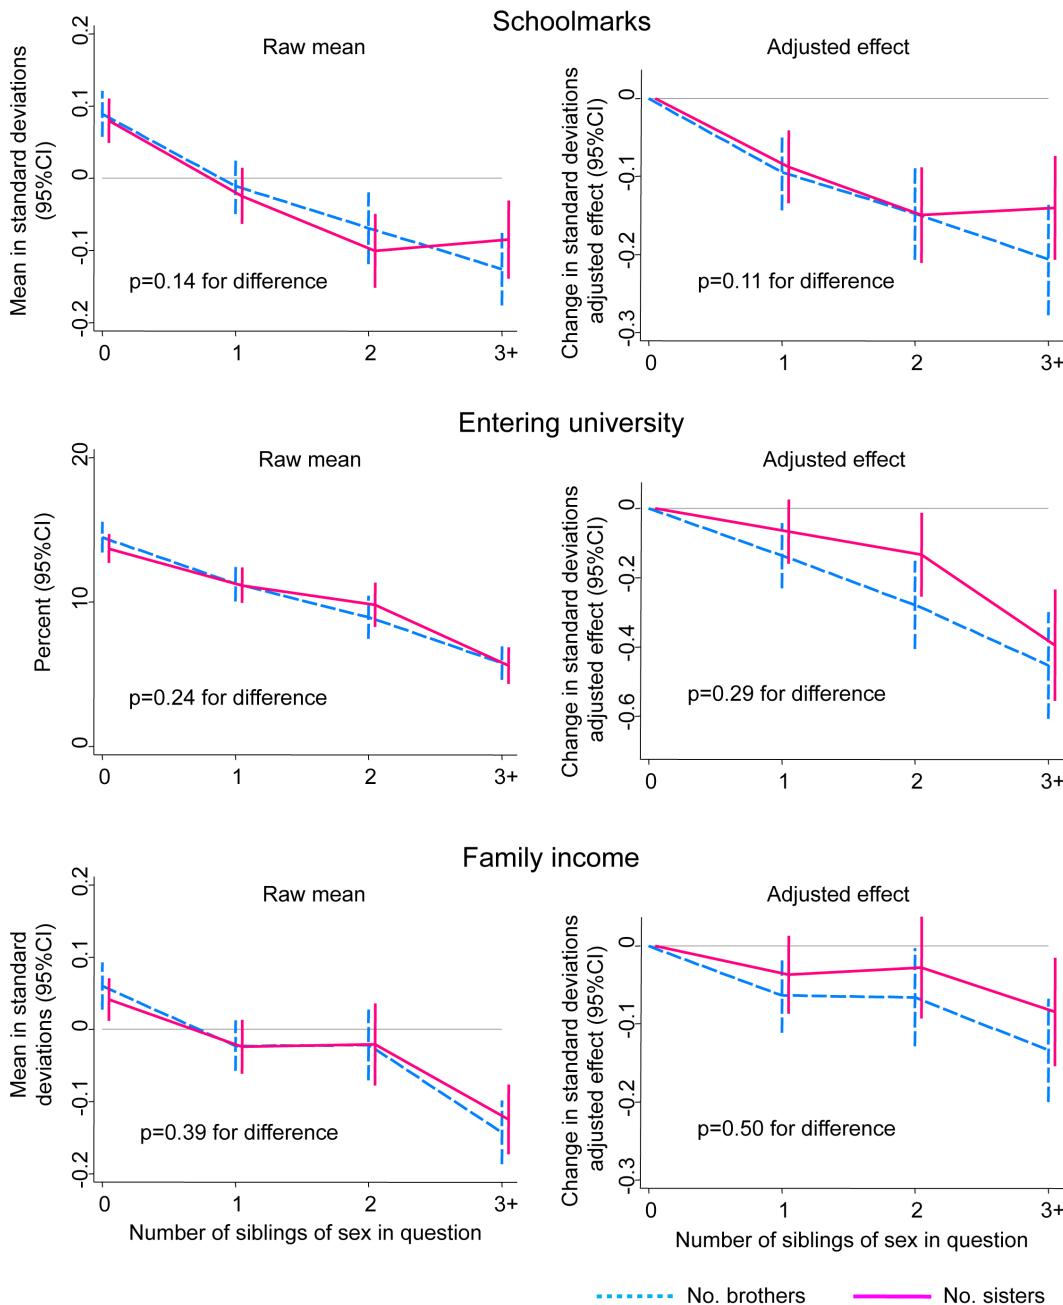 Schoolmarks
Raw mean
Adjusted effect
Mean in standard deviations
(95%CI)
0.2
0.1
0
-0.1
-0.2
p=0.14 for difference
0 1 2 3+
Change in standard deviations
adjusted effect (95%CI)
0
-0.1
-0.2
-0.3
p=0.11 for difference
0 1 2 3+
Entering university
Raw mean
Adjusted effect
Percent (95%CI)
20
10
0
p=0.24 for difference
0 1 2 3+
Change in standard deviations
adjusted effect (95%CI)
0
-0.2
-0.4
-0.6
p=0.29 for difference
0 1 2 3+
Family income
Raw mean
Adjusted effect
Mean in standard
deviations (95%CI)
0.2
0.1
0
-0.1
-0.2
p=0.39 for difference
0 1 2 3+
Number of siblings of sex in question
Change in standard deviations
adjusted effect (95%CI)
0
-0.1
-0.2
-0.3
p=0.50 for difference
0 1 2 3+
Number of siblings of sex in question
No. brothers
No. sisters